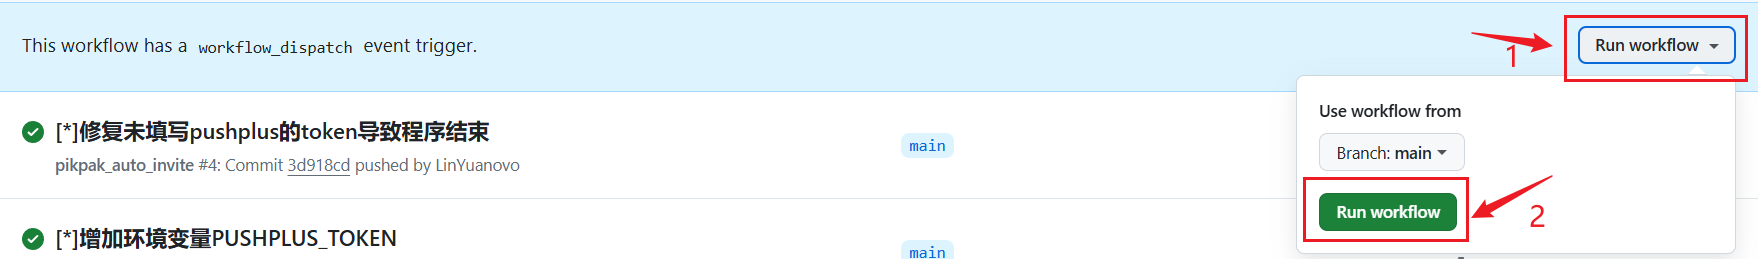 This workflow has a workflow_dispatch event trigger.
1
Run workflow
Use workflow from
Branch: main
Run workflow
2
[*]修复未填写pushplus的token导致程序结束
main
pikpak_auto_invite #4: Commit 3d918cd pushed by LinYuanovo
[*]增加环境变量PUSHPLUS_TOKEN
main